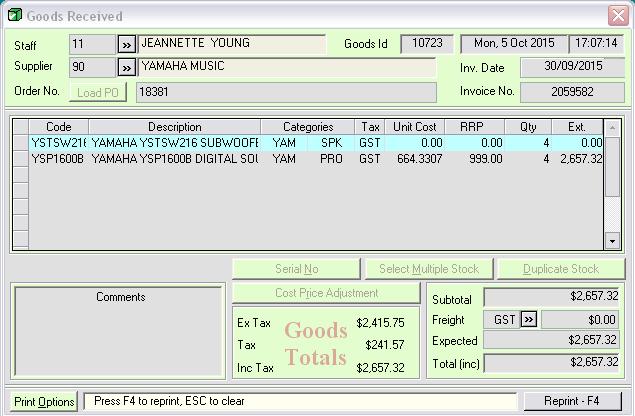 Goods Received
Staff 11 >> JEANNETTE YOUNG Goods Id 10723 Mon, 5 Oct 2015 17:07:14
Supplier 90 >> YAMAHA MUSIC Inv. Date 30/09/2015
Order No. Load PO 18381 Invoice No. 2059582
Code Description Categories Tax Unit Cost RRP Qty Ext.
YSTSW216 YAMAHA YSTSW216 SUBWOOFE YAM SPK GST 0.00 0.00 4 0.00
YSP1600B YAMAHA YSP1600B DIGITAL SOU YAM PRO GST 664.3307 999.00 4 2,657.32
Serial No Select Multiple Stock Duplicate Stock
Comments
Cost Price Adjustment
Goods Totals
Ex Tax $2,415.75
Tax $241.57
Inc Tax $2,657.32
Subtotal $2,657.32
Freight GST >> $0.00
Expected $2,657.32
Total (inc) $2,657.32
Print Options Press F4 to reprint, ESC to clear Reprint - F4